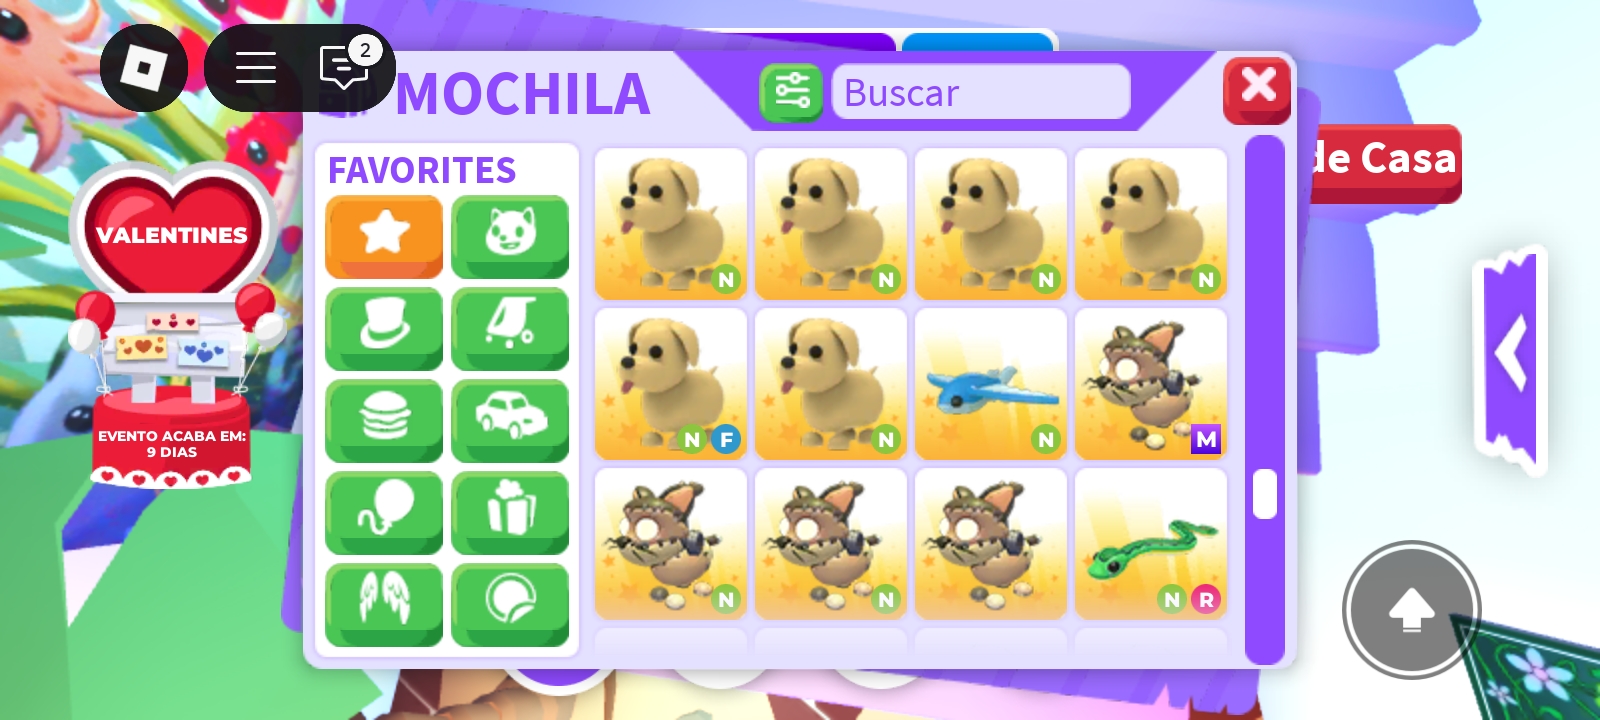 2
MOCHILA
Buscar
de Casa
FAVORITES
VALENTINES
EVENTO ACABA EM:
9 DIAS
N
N
N
N
N F
N
N
M
N
N
N
N R